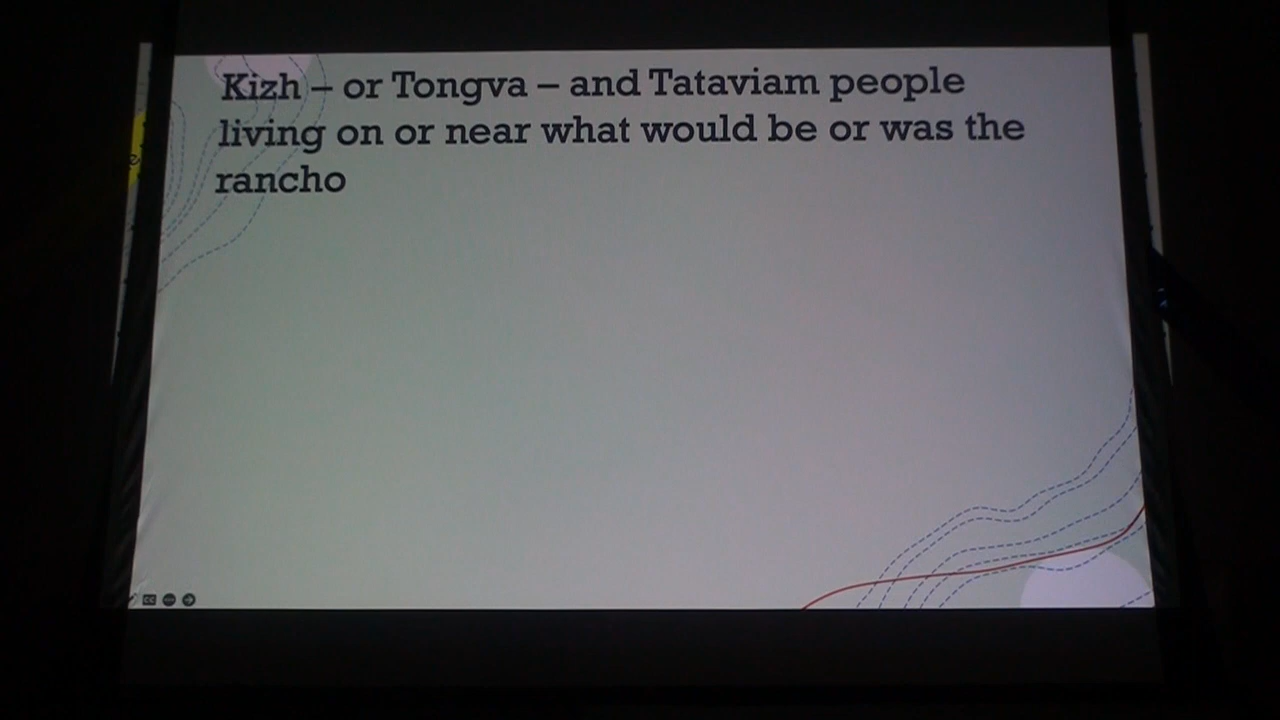 Kizh – or Tongva – and Tataviam people
living on or near what would be or was the
rancho